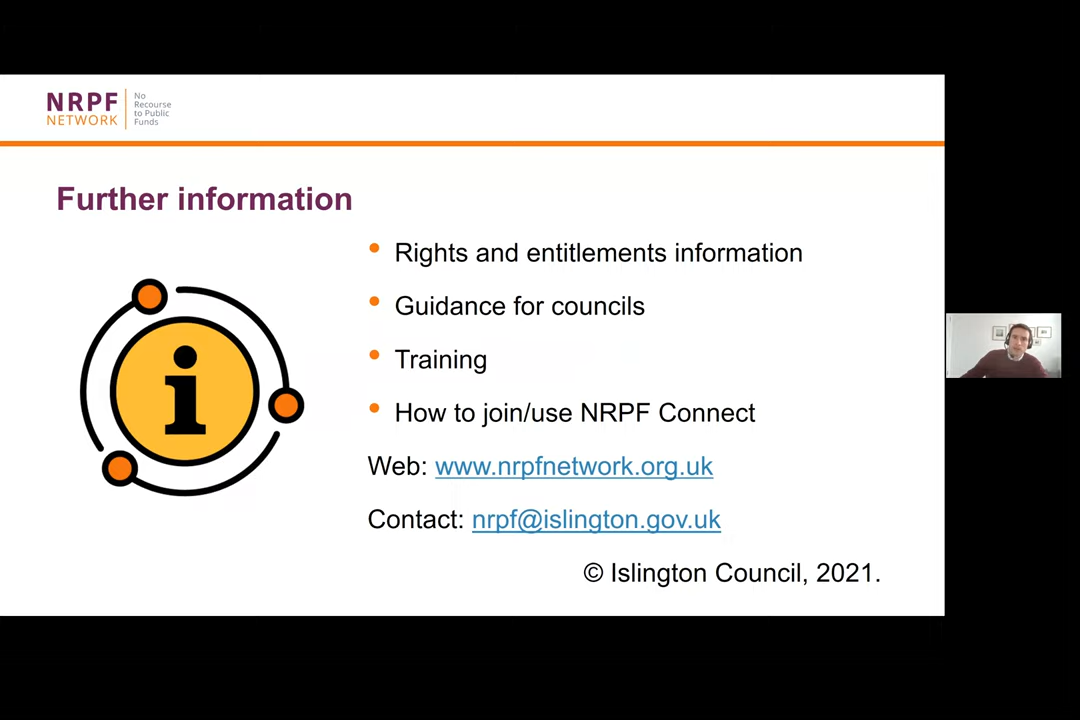 NRPF
NETWORK
No
Recourse
to Public
Funds
Further information
• Rights and entitlements information
• Guidance for councils
• Training
• How to join/use NRPF Connect
Web: www.nrpfnetwork.org.uk
Contact: nrpf@islington.gov.uk
© Islington Council, 2021.